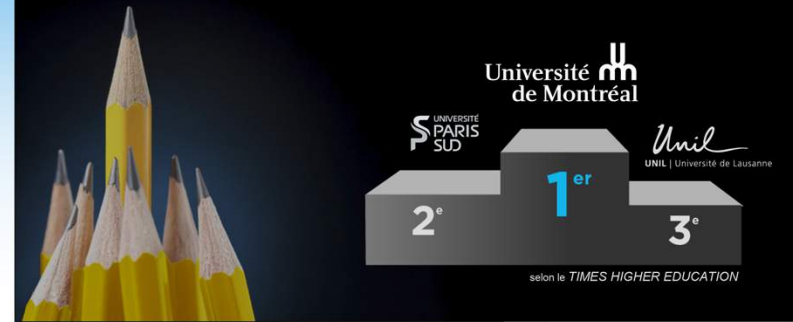 Université
de Montréal
UNIVERSITÉ
PARIS
SUD
Unil
UNIL | Université de Lausanne
1er
2e
3e
selon le TIMES HIGHER EDUCATION